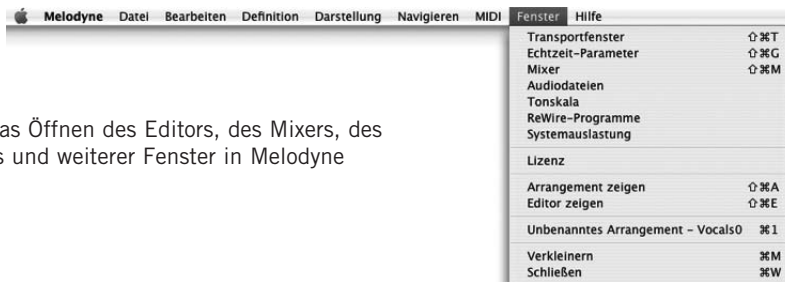 Melodyne Datei Bearbeiten Definition Darstellung Navigieren MIDI Fenster Hilfe
Transportfenster ⇧⌘T
Echtzeit-Parameter ⇧⌘G
Mixer ⇧⌘M
Audiodateien
Tonskala
ReWire-Programme
Systemauslastung
Lizenz
Arrangement zeigen ⇧⌘A
Editor zeigen ⇧⌘E
Unbenanntes Arrangement – Vocals0 ⌘1
Verkleinern ⌘M
Schließen ⌘W
as Öffnen des Editors, des Mixers, des
s und weiterer Fenster in Melodyne